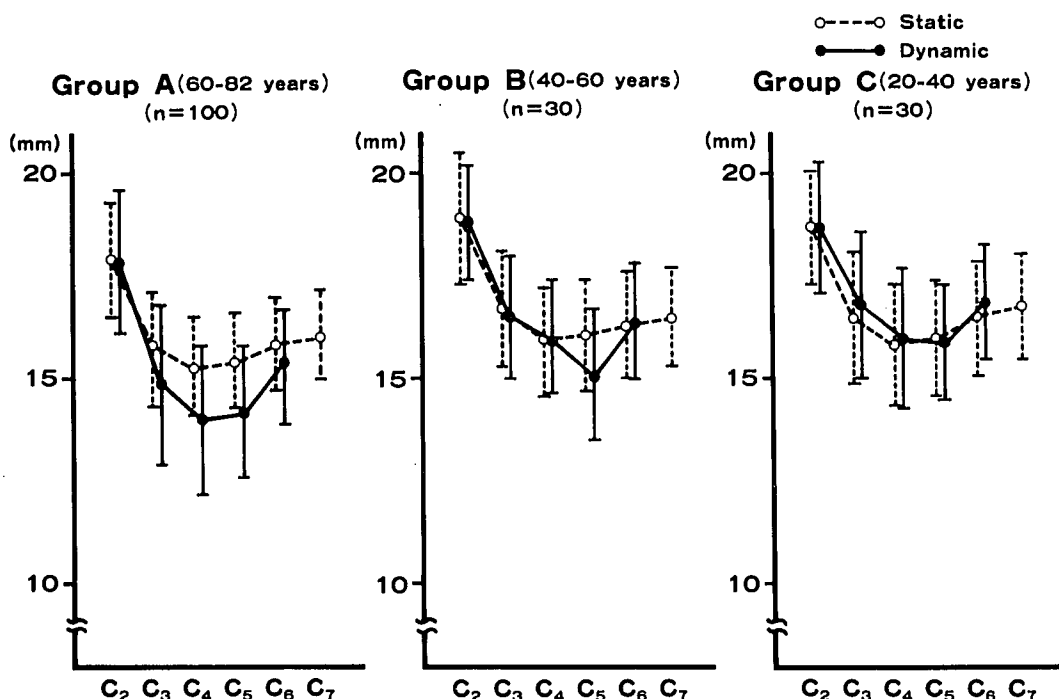 Static
Dynamic
Group A (60-82 years)
(n=100)
(mm)
20
15
10
C2 C3 C4 C5 C6 C7
Group B (40-60 years)
(n=30)
(mm)
20
15
10
C2 C3 C4 C5 C6 C7
Group C (20-40 years)
(n=30)
(mm)
20
15
10
C2 C3 C4 C5 C6 C7